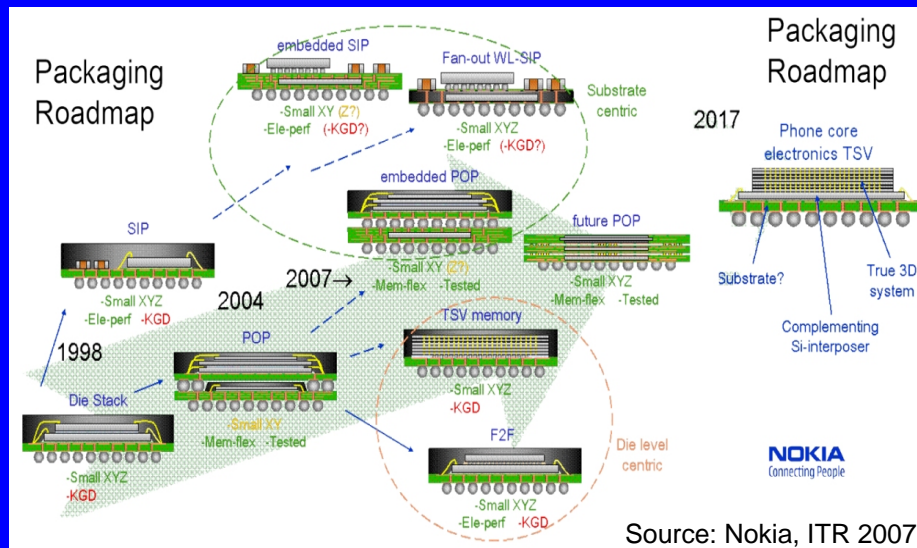 Packaging
Roadmap
embedded SIP
-Small XY (Z?)
-Ele-perf (-KGD?)
Fan-out WL-SIP
-Small XYZ
-Ele-perf (-KGD?)
Substrate
centric
Packaging
Roadmap
2017
Phone core
electronics TSV
Substrate?
True 3D
system
Complementing
Si-interposer
embedded POP
-Small XY (Z?)
-Mem-flex -Tested
future POP
-Small XYZ
-Mem-flex -Tested
SIP
-Small XYZ
-Ele-perf -KGD
1998
2004
2007→
Die Stack
-Small XYZ
-KGD
POP
-Small XY
-Mem-flex -Tested
TSV memory
-Small XYZ
-KGD
F2F
-Small XYZ
-Ele-perf -KGD
Die level
centric
NOKIA
Connecting People
Source: Nokia, ITR 2007